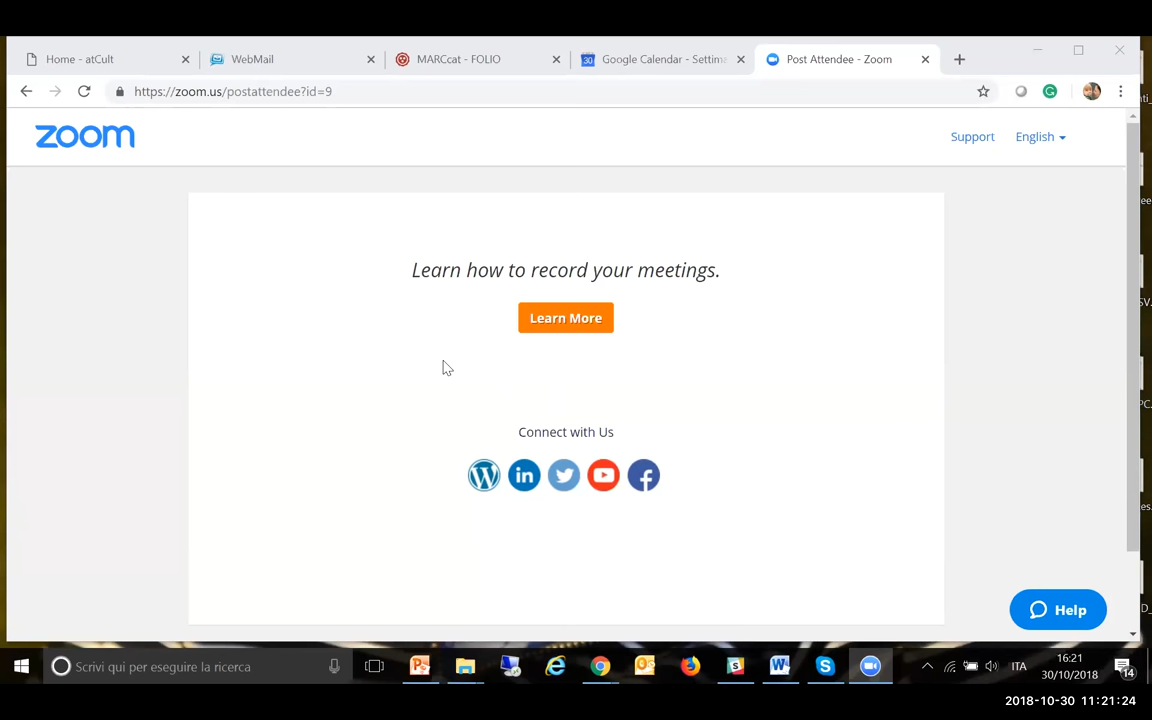 Home - atCult
WebMail
MARCcat - FOLIO
30
Google Calendar - Settima
Post Attendee - Zoom
https://zoom.us/postattendee?id=9
zoom
Support
English
Learn how to record your meetings.
Learn More
Connect with Us
Help
Scrivi qui per eseguire la ricerca
ITA
16:21
30/10/2018
14
2018-10-30 11:21:24